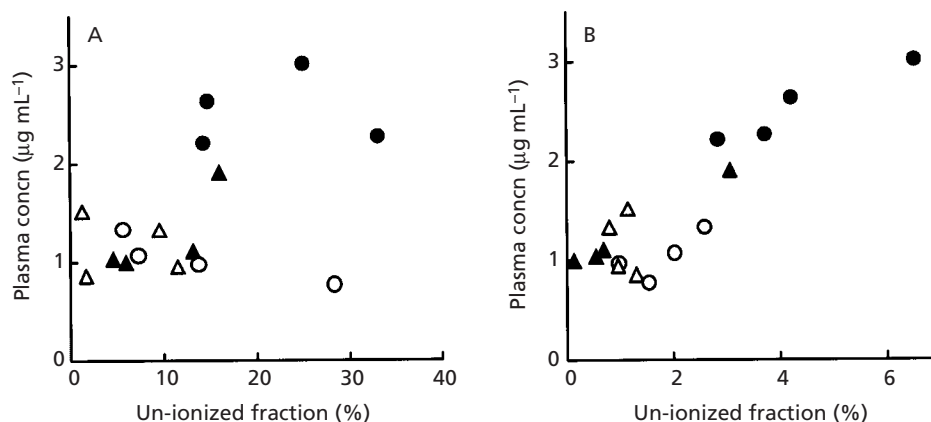 A
Plasma concn (μg mL⁻¹)
3
2
1
0
0 10 20 30 40
Un-ionized fraction (%)
B
Plasma concn (μg mL⁻¹)
3
2
1
0
0 2 4 6
Un-ionized fraction (%)